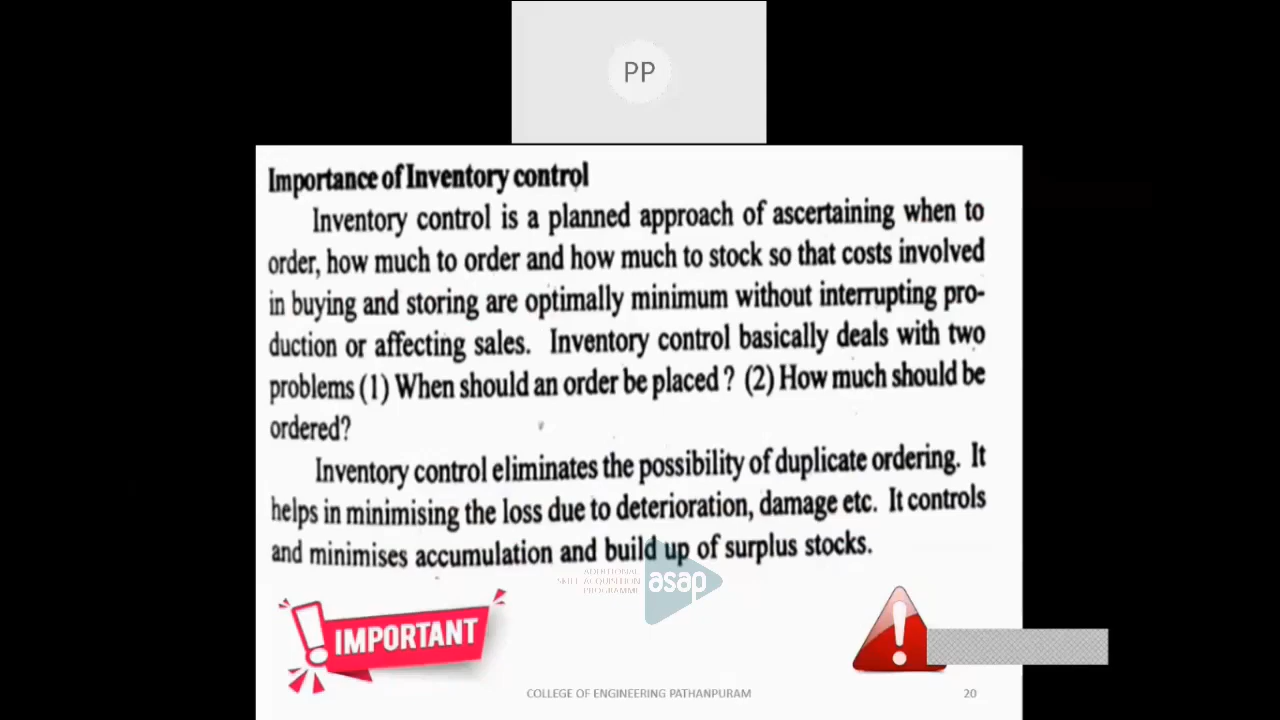 PP
Importance of Inventory control
Inventory control is a planned approach of ascertaining when to
order, how much to order and how much to stock so that costs involved
in buying and storing are optimally minimum without interrupting pro-
duction or affecting sales. Inventory control basically deals with two
problems (1) When should an order be placed ? (2) How much should be
ordered?
Inventory control eliminates the possibility of duplicate ordering. It
helps in minimising the loss due to deterioration, damage etc. It controls
and minimises accumulation and build up of surplus stocks.
ADDITIONAL
SKILL ACQUISITION
PROGRAMME
asap
IMPORTANT
COLLEGE OF ENGINEERING PATHANPURAM
20